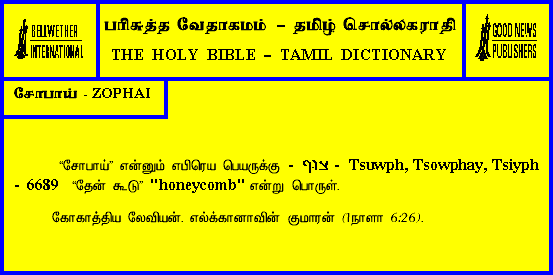 BELLWETHER
INTERNATIONAL
பரிசுத்த வேதாகமம் – தமிழ் சொல்லகராதி
THE HOLY BIBLE – TAMIL DICTIONARY
GOOD NEWS
PUBLISHERS
சோபாய் - ZOPHAI
“சோபாய்” என்னும் எபிரெய பெயருக்கு - צוף - Tsuwph, Tsowphay, Tsiyph
- 6689 “தேன் கூடு” "honeycomb" என்று பொருள்.
கோகாத்திய லேவியன். எல்க்கானாவின் குமாரன் (1நாளா 6:26).